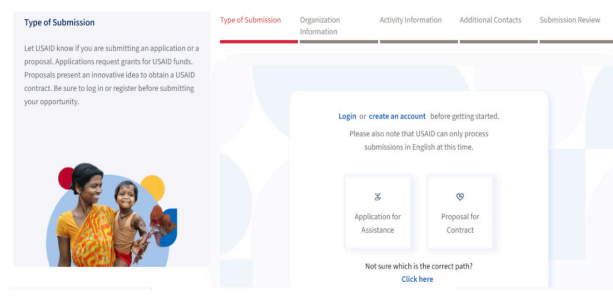 Type of Submission
Let USAID know if you are submitting an application or a
proposal. Applications request grants for USAID funds.
Proposals present an innovative idea to obtain a USAID
contract. Be sure to log in or register before submitting
your opportunity.
Type of Submission
Organization
Information
Activity Information
Additional Contacts
Submission Review
Login or create an account before getting started.
Please also note that USAID can only process
submissions in English at this time.
Application for
Assistance
Proposal for
Contract
Not sure which is the correct path?
Click here